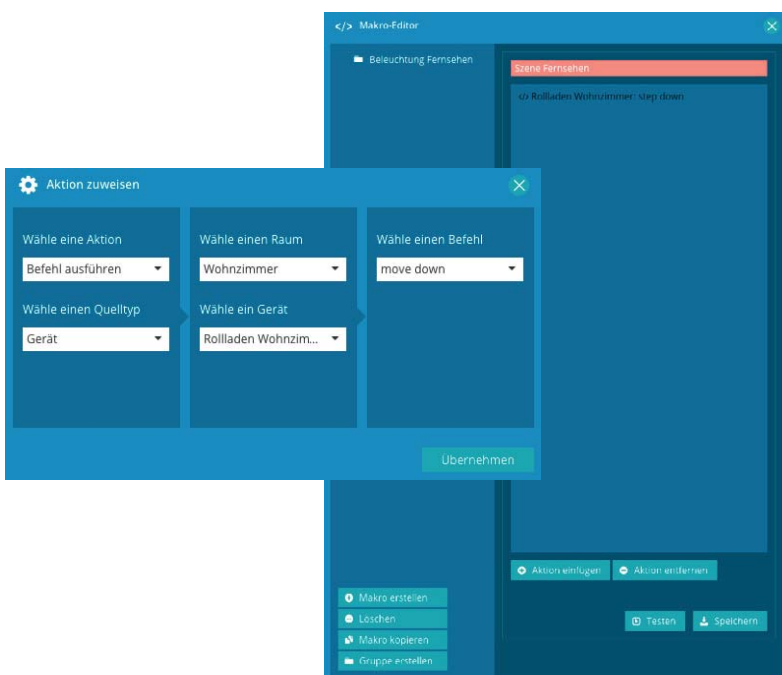 </> Makro-Editor
Beleuchtung Fernsehen
Szene Fernsehen
</> Rollladen Wohnzimmer: step down
Aktion zuweisen
Wähle eine Aktion
Befehl ausführen
Wähle einen Quelltyp
Gerät
Wähle einen Raum
Wohnzimmer
Wähle ein Gerät
Rollladen Wohnzim...
Wähle einen Befehl
move down
Übernehmen
Aktion einfügen
Aktion entfernen
Makro erstellen
Löschen
Makro kopieren
Gruppe erstellen
Testen
Speichern